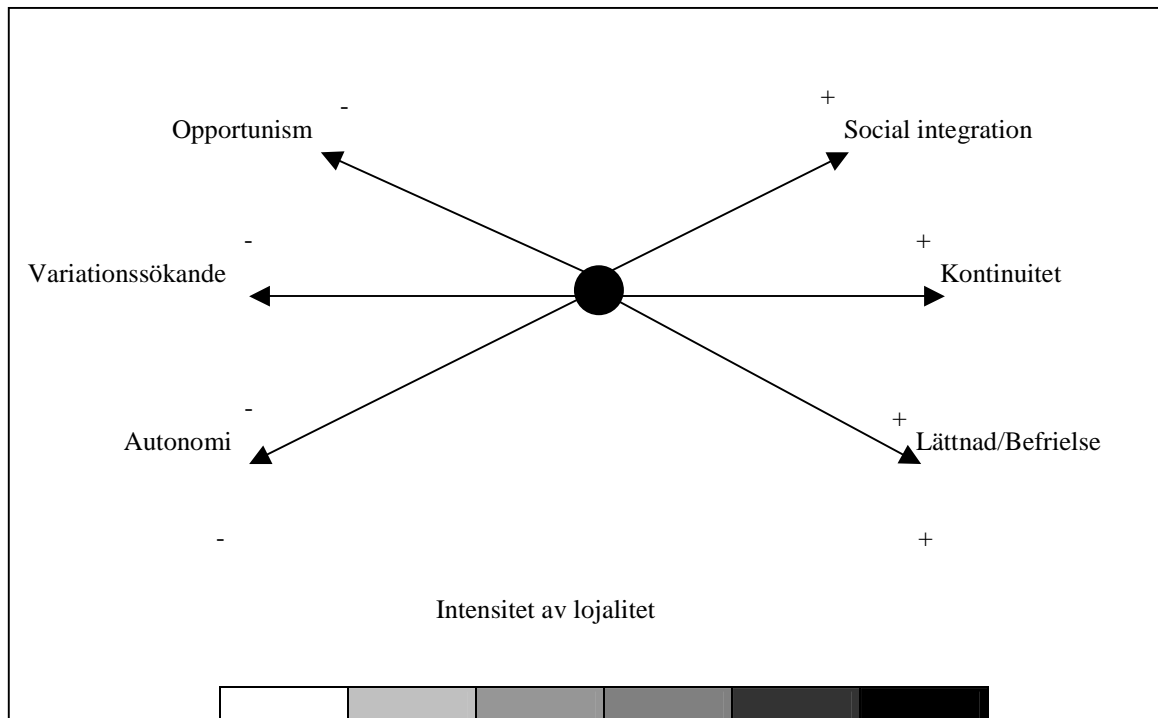 - +
Opportunism Social integration
- +
Variationssökande Kontinuitet
- +
Autonomi Lättnad/Befrielse
- +
Intensitet av lojalitet